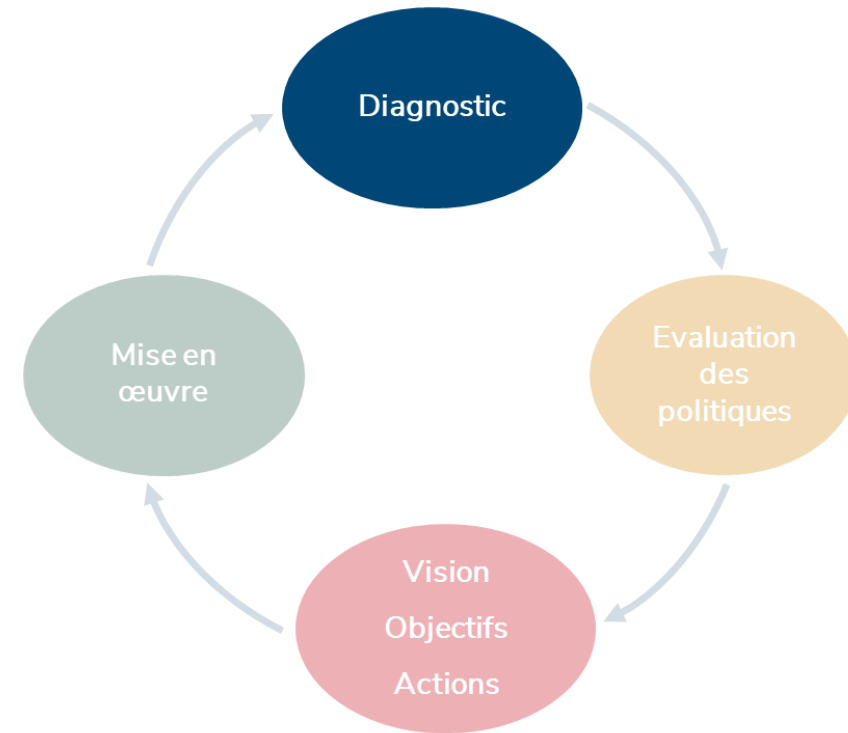 Diagnostic
Evaluation
des
politiques
Vision
Objectifs
Actions
Mise en
œuvre